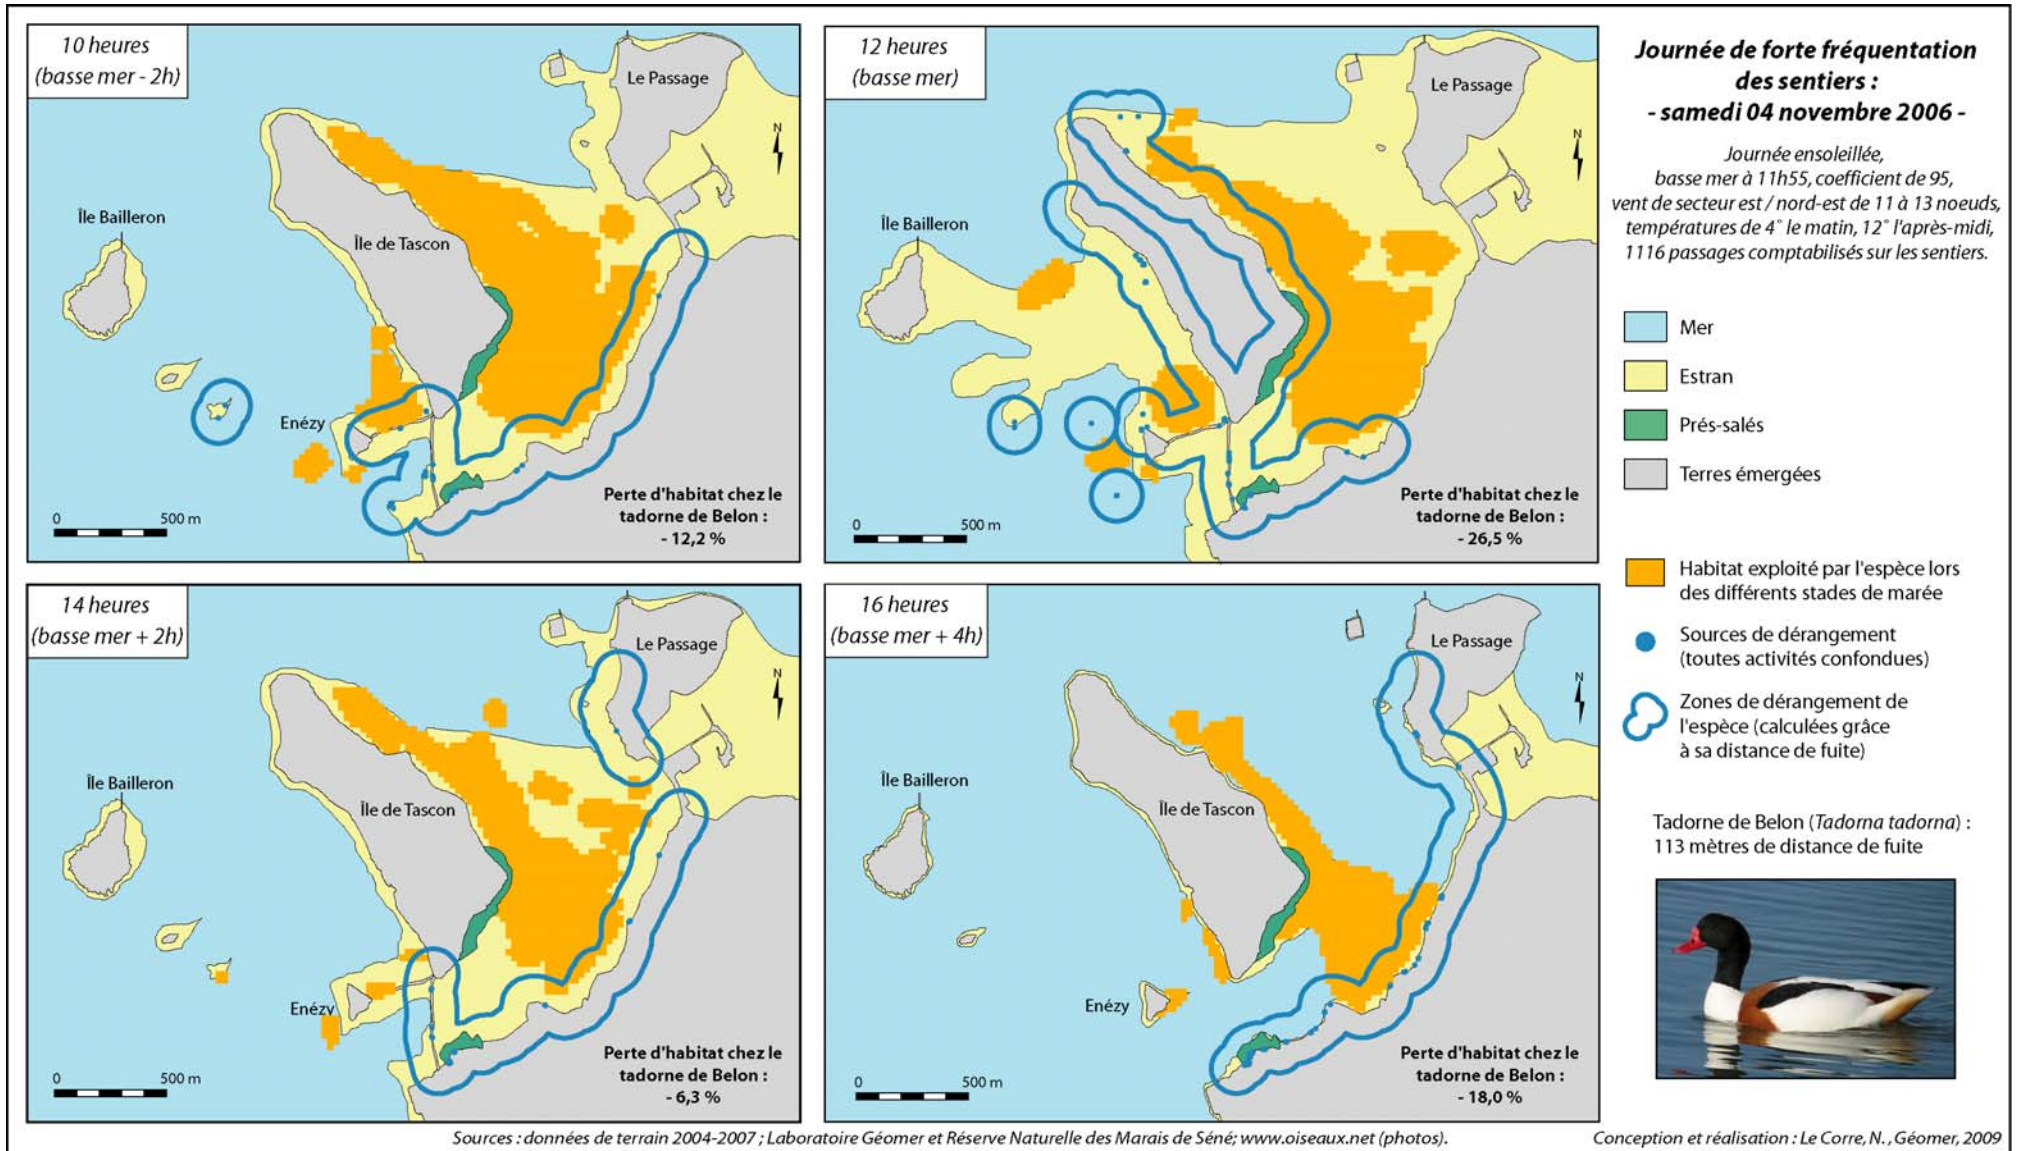 10 heures
(basse mer - 2h)
Le Passage
N
Île Bailleron
Île de Tascon
Enézy
0 500 m
Perte d'habitat chez le
tadorne de Belon :
- 12,2 %
12 heures
(basse mer)
Le Passage
N
Île Bailleron
0 500 m
Perte d'habitat chez le
tadorne de Belon :
- 26,5 %
14 heures
(basse mer + 2h)
Le Passage
N
Île Bailleron
Île de Tascon
Enézy
0 500 m
Perte d'habitat chez le
tadorne de Belon :
- 6,3 %
16 heures
(basse mer + 4h)
Le Passage
N
Île Bailleron
Île de Tascon
Enézy
0 500 m
Perte d'habitat chez le
tadorne de Belon :
- 18,0 %
Journée de forte fréquentation
des sentiers :
- samedi 04 novembre 2006 -
Journée ensoleillée,
basse mer à 11h55, coefficient de 95,
vent de secteur est / nord-est de 11 à 13 noeuds,
températures de 4° le matin, 12° l'après-midi,
1116 passages comptabilisés sur les sentiers.
Mer
Estran
Prés-salés
Terres émergées
Habitat exploité par l'espèce lors
des différents stades de marée
Sources de dérangement
(toutes activités confondues)
Zones de dérangement de
l'espèce (calculées grâce
à sa distance de fuite)
Tadorne de Belon (Tadorna tadorna) :
113 mètres de distance de fuite
Sources : données de terrain 2004-2007 ; Laboratoire Géomer et Réserve Naturelle des Marais de Séné; www.oiseaux.net (photos).
Conception et réalisation : Le Corre, N. , Géomer, 2009